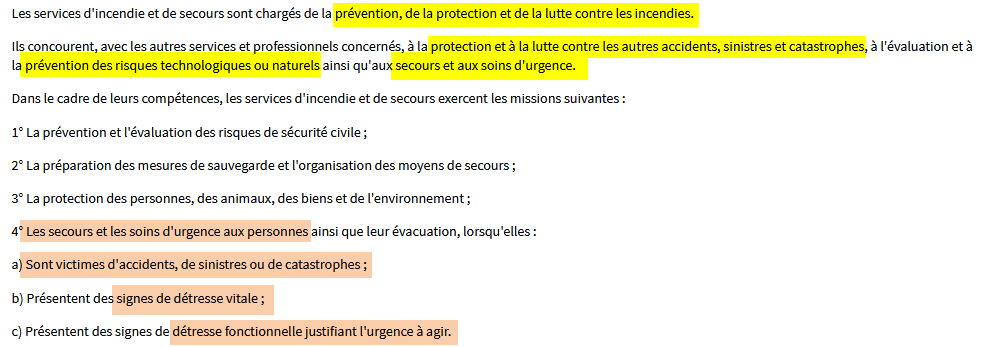 Les services d'incendie et de secours sont chargés de la prévention, de la protection et de la lutte contre les incendies.
Ils concourent, avec les autres services et professionnels concernés, à la protection et à la lutte contre les autres accidents, sinistres et catastrophes, à l'évaluation et à
la prévention des risques technologiques ou naturels ainsi qu'aux secours et aux soins d'urgence.
Dans le cadre de leurs compétences, les services d'incendie et de secours exercent les missions suivantes :
1° La prévention et l'évaluation des risques de sécurité civile ;
2° La préparation des mesures de sauvegarde et l'organisation des moyens de secours ;
3° La protection des personnes, des animaux, des biens et de l'environnement ;
4° Les secours et les soins d'urgence aux personnes ainsi que leur évacuation, lorsqu'elles :
a) Sont victimes d'accidents, de sinistres ou de catastrophes ;
b) Présentent des signes de détresse vitale ;
c) Présentent des signes de détresse fonctionnelle justifiant l'urgence à agir.